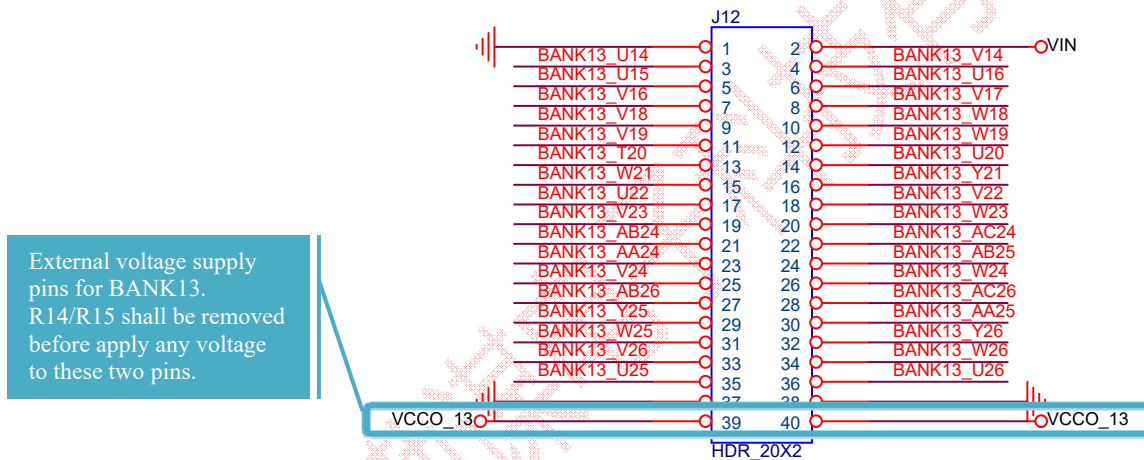 J12
1 2 VIN
BANK13_U14 3 4 BANK13_V14
BANK13_U15 5 6 BANK13_U16
BANK13_V16 7 8 BANK13_V17
BANK13_V18 9 10 BANK13_W18
BANK13_V19 11 12 BANK13_W19
BANK13_T20 13 14 BANK13_U20
BANK13_W21 15 16 BANK13_Y21
BANK13_U22 17 18 BANK13_V22
BANK13_V23 19 20 BANK13_W23
BANK13_AB24 21 22 BANK13_AC24
BANK13_AA24 23 24 BANK13_AB25
BANK13_V24 25 26 BANK13_W24
BANK13_AB26 27 28 BANK13_AC26
BANK13_Y25 29 30 BANK13_AA25
BANK13_W25 31 32 BANK13_Y26
BANK13_V26 33 34 BANK13_W26
BANK13_U25 35 36 BANK13_U26
37 38
VCCO_13 39 40 VCCO_13
HDR_20X2
External voltage supply
pins for BANK13.
R14/R15 shall be removed
before apply any voltage
to these two pins.